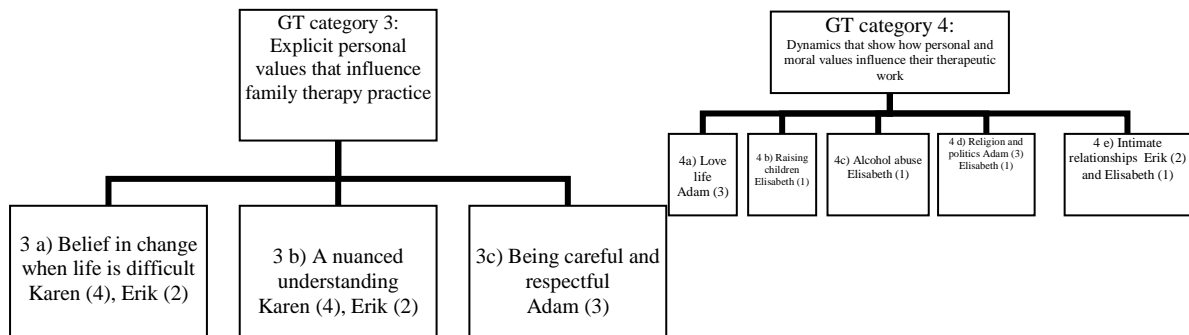 GT category 3:
Explicit personal
values that influence
family therapy practice
3 a) Belief in change
when life is difficult
Karen (4), Erik (2)
3 b) A nuanced
understanding
Karen (4), Erik (2)
3c) Being careful and
respectful
Adam (3)
GT category 4:
Dynamics that show how personal and
moral values influence their therapeutic
work
4a) Love
life
Adam (3)
4 b) Raising
children
Elisabeth (1)
4c) Alcohol abuse
Elisabeth (1)
4 d) Religion and
politics Adam (3)
Elisabeth (1)
4 e) Intimate
relationships Erik (2)
and Elisabeth (1)